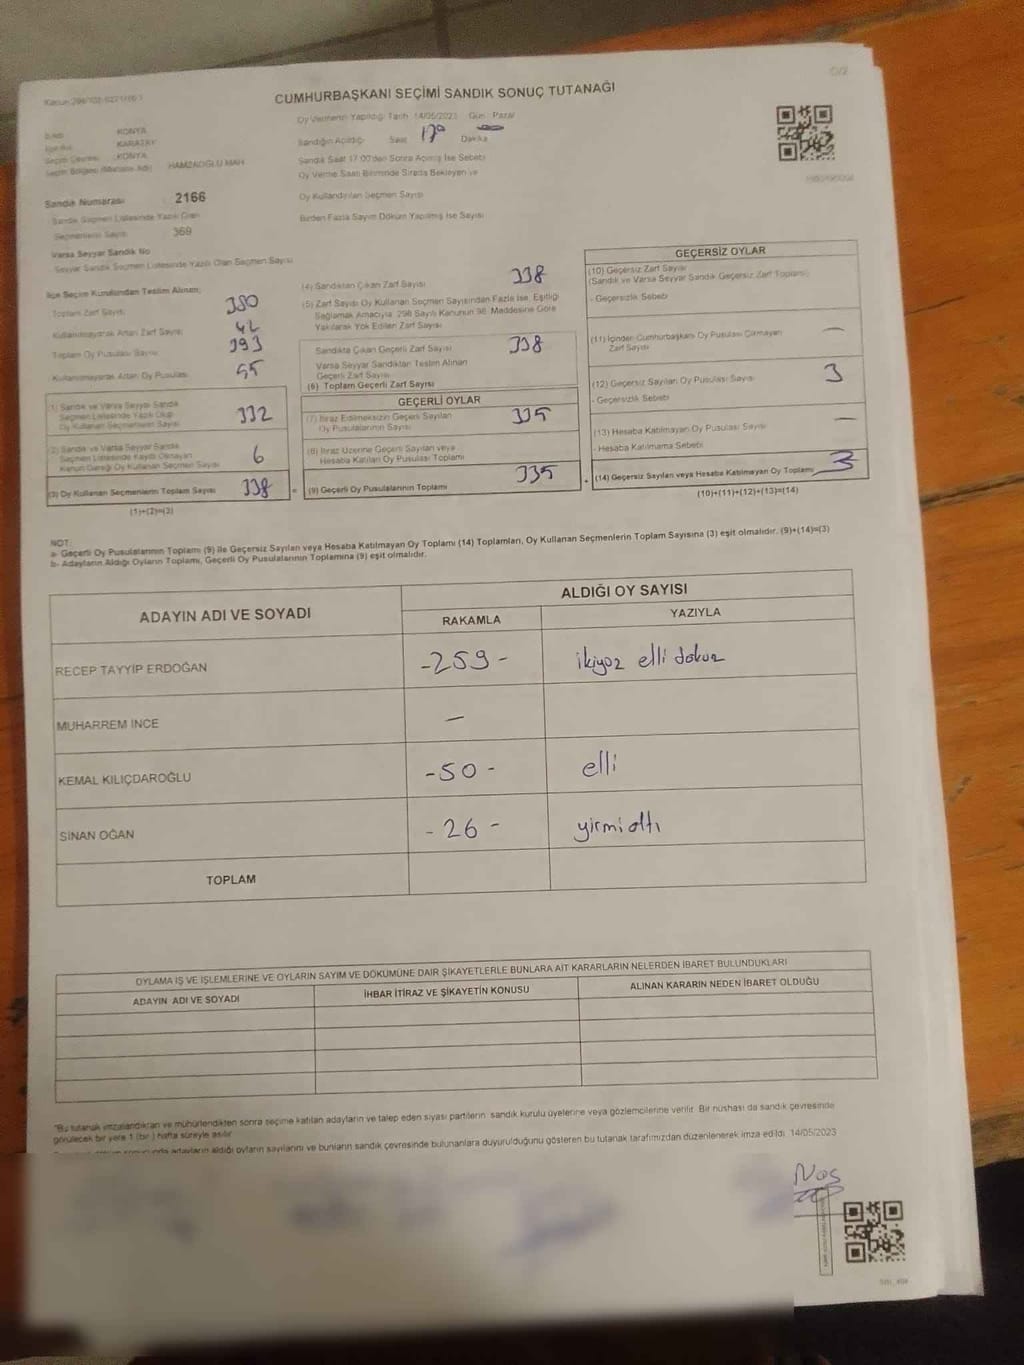 CUMHURBAŞKANI SEÇİMİ SANDIK SONUÇ TUTANAĞI
Oy Vermenin Yapıldığı Tarih 14/05/2023 Gün: Pazar
Sandığın Açıldığı Saat 17⁰⁰ Dakika
KONYA
KARATAY
Seçim Çevresi KONYA
HAMZAOĞLU MAH
Sandık Saat 17:00'den Sonra Açılmış İse Sebebi
Oy Verme Saati Bitiminde Sırada Bekleyen ve
Oy Kullandırılan Seçmen Sayısı
Birden Fazla Sayım Döküm Yapılmış İse Sayısı
Sandık Numarası 2166
Sandık Seçmen Listesinde Yazılı Olan
Seçmenlerin Sayısı 369
Varsa Seyyar Sandık No
Seyyar Sandık Seçmen Listesinde Yazılı Olan Seçmen Sayısı
İlçe Seçim Kurulundan Teslim Alınan;
Toplam Zarf Sayısı 380
Kullanılmayarak Artan Zarf Sayısı 42
Toplam Oy Pusulası Sayısı 393
Kullanılmayarak Artan Oy Pusulası 55
(1) Sandık ve Varsa Seyyar Sandık
Seçmen Listesinde Yazılı Olup
Oy Kullanan Seçmenlerin Sayısı 332
(2) Sandık ve Varsa Seyyar Sandık
Seçmen Listesinde Kayıtlı Olmayan
Kanun Gereği Oy Kullanan Seçmen Sayısı 6
(3) Oy Kullanan Seçmenlerin Toplam Sayısı 338
(1)+(2)=(3)
(4) Sandıktan Çıkan Zarf Sayısı 338
(5) Zarf Sayısı Oy Kullanan Seçmen Sayısından Fazla İse, Eşitliği
Sağlamak Amacıyla, 298 Sayılı Kanunun 98. Maddesine Göre
Yakılarak Yok Edilen Zarf Sayısı
Sandıkta Çıkan Geçerli Zarf Sayısı 338
Varsa Seyyar Sandıktan Teslim Alınan
Geçerli Zarf Sayısı
(6) Toplam Geçerli Zarf Sayısı
GEÇERLİ OYLAR
(7) İtiraz Edilmeksizin Geçerli Sayılan
Oy Pusulalarının Sayısı 335
(8) İtiraz Üzerine Geçerli Sayılan veya
Hesaba Katılan Oy Pusulası Toplamı
= (9) Geçerli Oy Pusulalarının Toplamı 335
GEÇERSİZ OYLAR
(10) Geçersiz Zarf Sayısı
(Sandık ve Varsa Seyyar Sandık Geçersiz Zarf Toplamı)
- Geçersizlik Sebebi
(11) İçinden Cumhurbaşkanı Oy Pusulası Çıkmayan
Zarf Sayısı —
(12) Geçersiz Sayılan Oy Pusulası Sayısı 3
- Geçersizlik Sebebi
(13) Hesaba Katılmayan Oy Pusulası Sayısı —
- Hesaba Katılmama Sebebi
(14) Geçersiz Sayılan veya Hesaba Katılmayan Oy Toplamı 3
(10)+(11)+(12)+(13)=(14)
NOT:
a- Geçerli Oy Pusulalarının Toplamı (9) ile Geçersiz Sayılan veya Hesaba Katılmayan Oy Toplamı (14) Toplamları, Oy Kullanan Seçmenlerin Toplam Sayısına (3) eşit olmalıdır. (9)+(14)=(3)
b- Adayların Aldığı Oyların Toplamı, Geçerli Oy Pusulalarının Toplamına (9) eşit olmalıdır.
ADAYIN ADI VE SOYADI
ALDIĞI OY SAYISI
RAKAMLA YAZIYLA
RECEP TAYYİP ERDOĞAN -259- ikiyüz elli dokuz
MUHARREM İNCE —
KEMAL KILIÇDAROĞLU -50- elli
SİNAN OĞAN -26- yirmi altı
TOPLAM
OYLAMA İŞ VE İŞLEMLERİNE VE OYLARIN SAYIM VE DÖKÜMÜNE DAİR ŞİKAYETLERLE BUNLARA AİT KARARLARIN NELERDEN İBARET BULUNDUKLARI
ADAYIN ADI VE SOYADI İHBAR İTİRAZ VE ŞİKAYETİN KONUSU ALINAN KARARIN NEDEN İBARET OLDUĞU
"Bu tutanak imzalandıktan ve mühürlendikten sonra seçime katılan adayların ve talep eden siyasi partilerin sandık kurulu üyelerine veya gözlemcilerine verilir. Bir nüshası da sandık çevresinde
görülecek bir yere 1 (bir) hafta süreyle asılır.
adayların aldığı oyların sayılarını ve bunların sandık çevresinde bulunanlara duyurulduğunu gösteren bu tutanak tarafımızdan düzenlenerek imza edildi. 14/05/2023